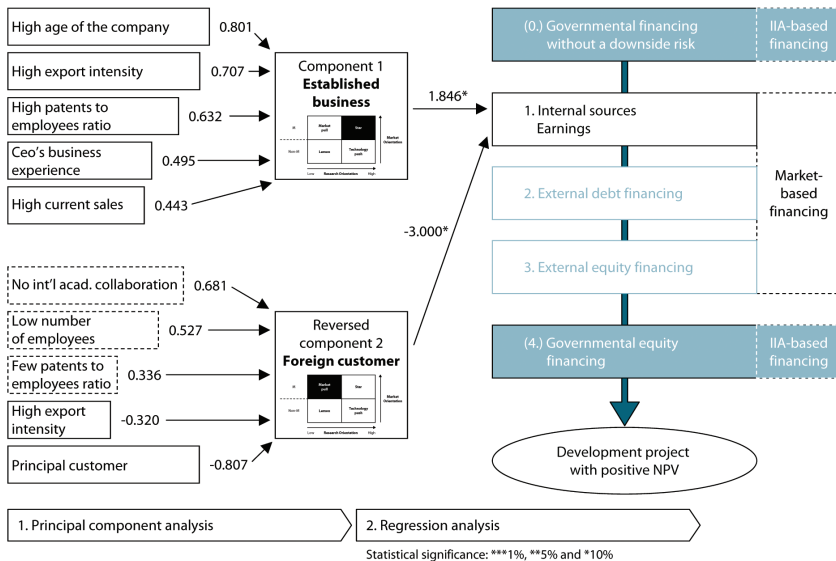 High age of the company
0.801
High export intensity
0.707
High patents to
employees ratio
0.632
Ceo's business
experience
0.495
High current sales
0.443
Component 1
Established
business
M
Non-M
Market
pull
Star
Lemon
Technology
push
Market
Orientation
Low
Research Orientation
High
1.846*
-3.000*
No int'l acad. collaboration
0.681
Low number
of employees
0.527
Few patents to
employees ratio
0.336
High export
intensity
-0.320
Principal customer
-0.807
Reversed
component 2
Foreign customer
M
Non-M
Market
pull
Star
Lemon
Technology
push
Market
Orientation
Low
Research Orientation
High
(0.) Governmental financing
without a downside risk
IIA-based
financing
1. Internal sources
Earnings
2. External debt financing
3. External equity financing
Market-
based
financing
(4.) Governmental equity
financing
IIA-based
financing
Development project
with positive NPV
1. Principal component analysis
2. Regression analysis
Statistical significance: ***1%, **5% and *10%